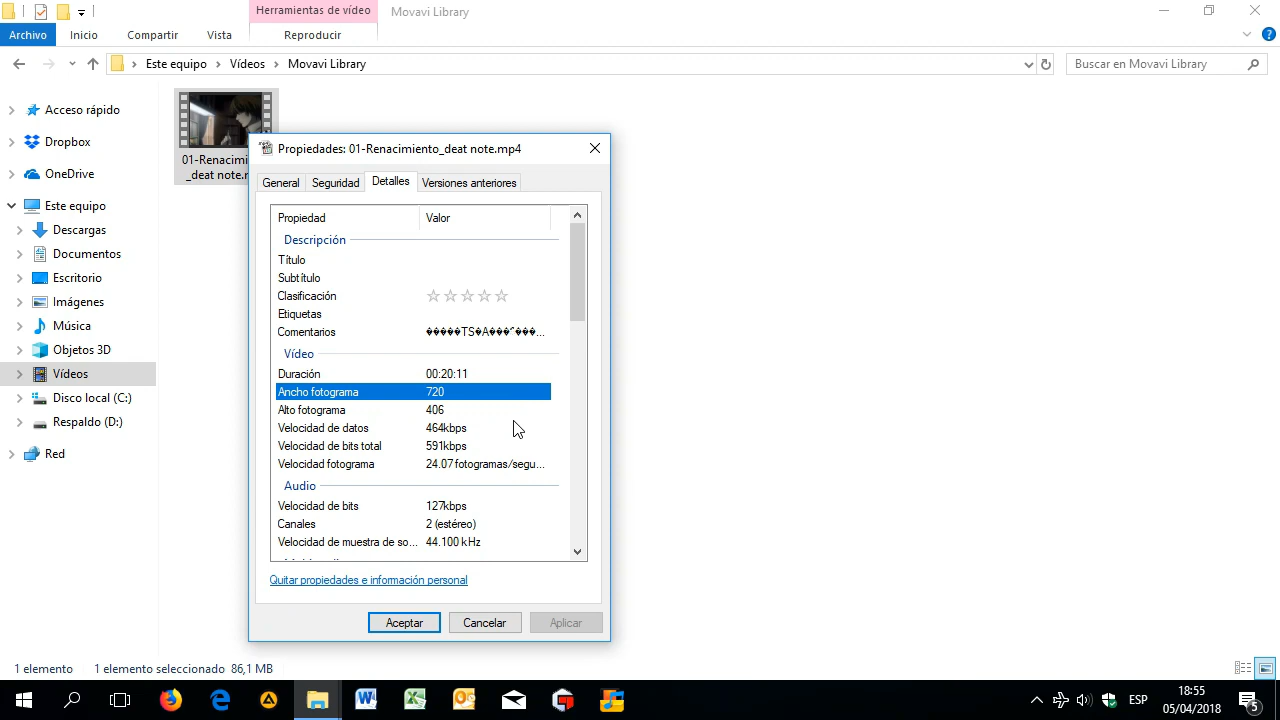 Herramientas de vídeo
Movavi Library
Archivo
Inicio
Compartir
Vista
Reproducir
Este equipo
Vídeos
Movavi Library
Buscar en Movavi Library
Acceso rápido
Dropbox
OneDrive
Este equipo
Descargas
Documentos
Escritorio
Imágenes
Música
Objetos 3D
Vídeos
Disco local (C:)
Respaldo (D:)
Red
01-Renacimi
_deat note.
Propiedades: 01-Renacimiento_deat note.mp4
General
Seguridad
Detalles
Versiones anteriores
Propiedad Valor
Descripción
Título
Subtítulo
Clasificación
Etiquetas
Comentarios �����TS�A���˝���...
Vídeo
Duración 00:20:11
Ancho fotograma 720
Alto fotograma 406
Velocidad de datos 464kbps
Velocidad de bits total 591kbps
Velocidad fotograma 24.07 fotogramas/segu...
Audio
Velocidad de bits 127kbps
Canales 2 (estéreo)
Velocidad de muestra de so... 44.100 kHz
Quitar propiedades e información personal
Aceptar
Cancelar
Aplicar
1 elemento
1 elemento seleccionado 86,1 MB
ESP
18:55
05/04/2018
5